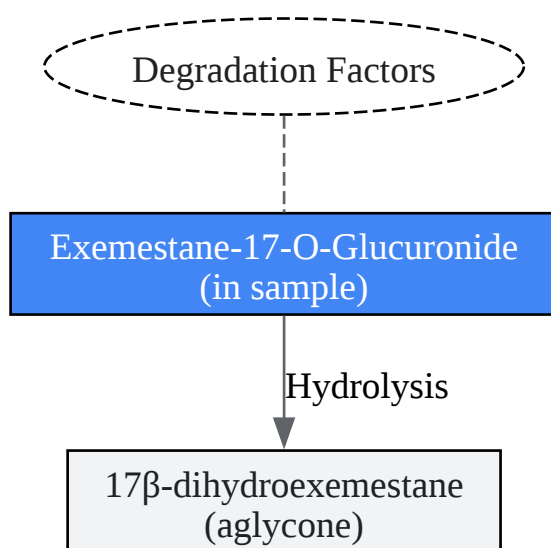 Degradation Factors
Exemestane-17-O-Glucuronide
(in sample)
Hydrolysis
17β-dihydroexemestane
(aglycone)